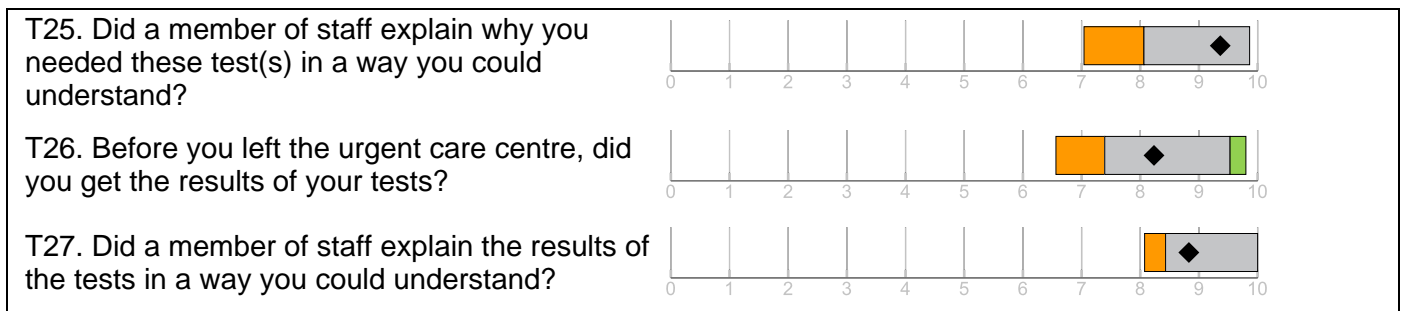 T25. Did a member of staff explain why you
needed these test(s) in a way you could
understand?
0 1 2 3 4 5 6 7 8 9 10
T26. Before you left the urgent care centre, did
you get the results of your tests?
0 1 2 3 4 5 6 7 8 9 10
T27. Did a member of staff explain the results of
the tests in a way you could understand?
0 1 2 3 4 5 6 7 8 9 10